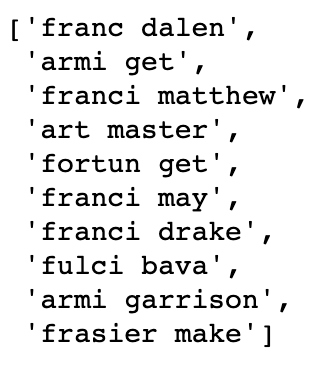 ['franc dalen',
'armi get',
'franci matthew',
'art master',
'fortun get',
'franci may',
'franci drake',
'fulci bava',
'armi garrison',
'frasier make']